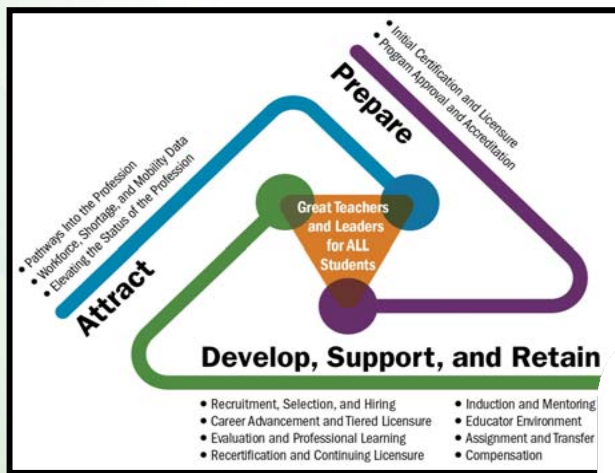 • Initial Certification and Licensure
• Program Approval and Accreditation
Prepare
• Pathways Into the Profession
• Workforce, Shortage, and Mobility Data
• Elevating the Status of the Profession
Attract
Great Teachers
and Leaders
for ALL
Students
Develop, Support, and Retain
• Recruitment, Selection, and Hiring
• Career Advancement and Tiered Licensure
• Evaluation and Professional Learning
• Recertification and Continuing Licensure
• Induction and Mentoring
• Educator Environment
• Assignment and Transfer
• Compensation